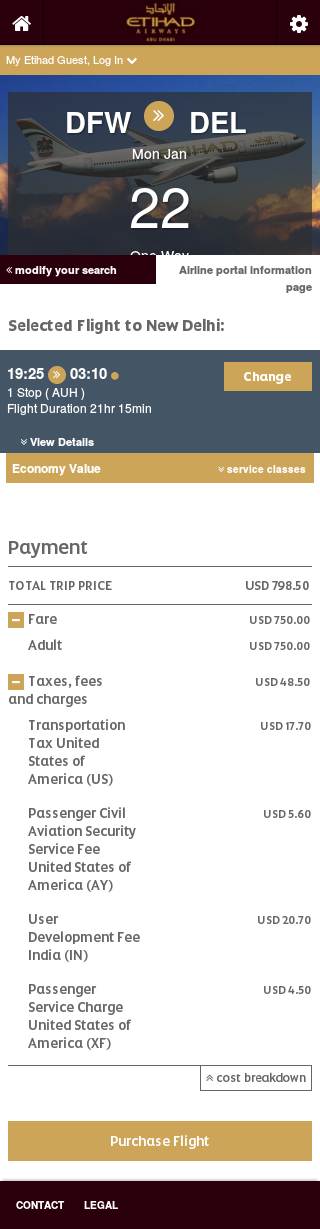 الإتحاد
ETIHAD
AIRWAYS
ABU DHABI
My Etihad Guest, Log In
DFW DEL
Mon Jan
22
One Way
modify your search
Airline portal information
page
Selected Flight to New Delhi:
19:25 03:10
Change
1 Stop ( AUH )
Flight Duration 21hr 15min
View Details
Economy Value service classes
Payment
TOTAL TRIP PRICE USD 798.50
Fare USD 750.00
Adult USD 750.00
Taxes, fees USD 48.50
and charges
Transportation USD 17.70
Tax United
States of
America (US)
Passenger Civil USD 5.60
Aviation Security
Service Fee
United States of
America (AY)
User USD 20.70
Development Fee
India (IN)
Passenger USD 4.50
Service Charge
United States of
America (XF)
cost breakdown
Purchase Flight
CONTACT LEGAL